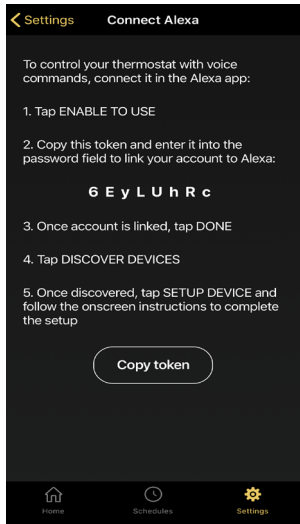 Settings Connect Alexa
To control your thermostat with voice
commands, connect it in the Alexa app:
1. Tap ENABLE TO USE
2. Copy this token and enter it into the
password field to link your account to Alexa:
6 E y L U h R c
3. Once account is linked, tap DONE
4. Tap DISCOVER DEVICES
5. Once discovered, tap SETUP DEVICE and
follow the onscreen instructions to complete
the setup
Copy token
Home Schedules Settings